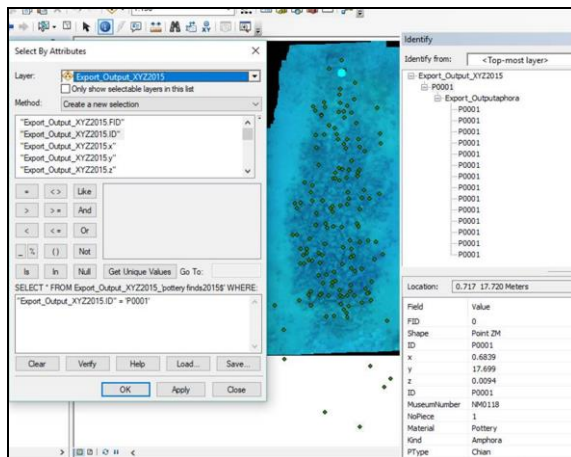 Select By Attributes
Layer: Export_Output_XYZ2015
Only show selectable layers in this list
Method: Create a new selection
"Export_Output_XYZ2015.FID"
"Export_Output_XYZ2015.ID"
"Export_Output_XYZ2015.x"
"Export_Output_XYZ2015.y"
"Export_Output_XYZ2015.z"
= <> Like
> >= And
< <= Or
_ % () Not
Is In Null Get Unique Values Go To:
SELECT * FROM Export_Output_XYZ2015_'pottery finds2015$' WHERE:
"Export_Output_XYZ2015.ID" = 'P0001'
Clear Verify Help Load... Save...
OK Apply Close
Identify
Identify from: <Top-most layer>
Export_Output_XYZ2015
P0001
Export_Outputaphora
P0001
P0001
P0001
P0001
P0001
P0001
P0001
P0001
P0001
P0001
P0001
P0001
Location: 0.717 17.720 Meters
Field Value
FID 0
Shape Point ZM
ID P0001
x 0.6839
y 17.699
z 0.0094
ID P0001
MuseumNumber NM0118
NoPiece 1
Material Pottery
Kind Amphora
PType Chian